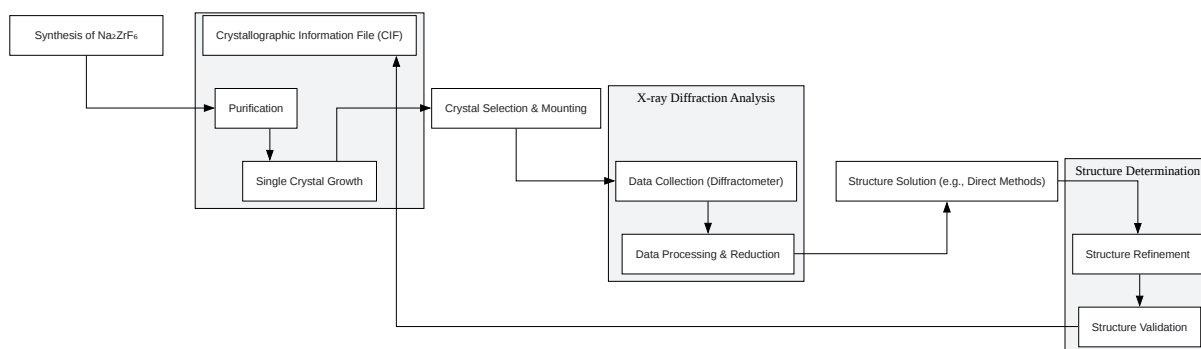 Synthesis of Na₂ZrF₆
Crystallographic Information File (CIF)
Purification
Single Crystal Growth
Crystal Selection & Mounting
X-ray Diffraction Analysis
Data Collection (Diffractometer)
Data Processing & Reduction
Structure Solution (e.g., Direct Methods)
Structure Determination
Structure Refinement
Structure Validation